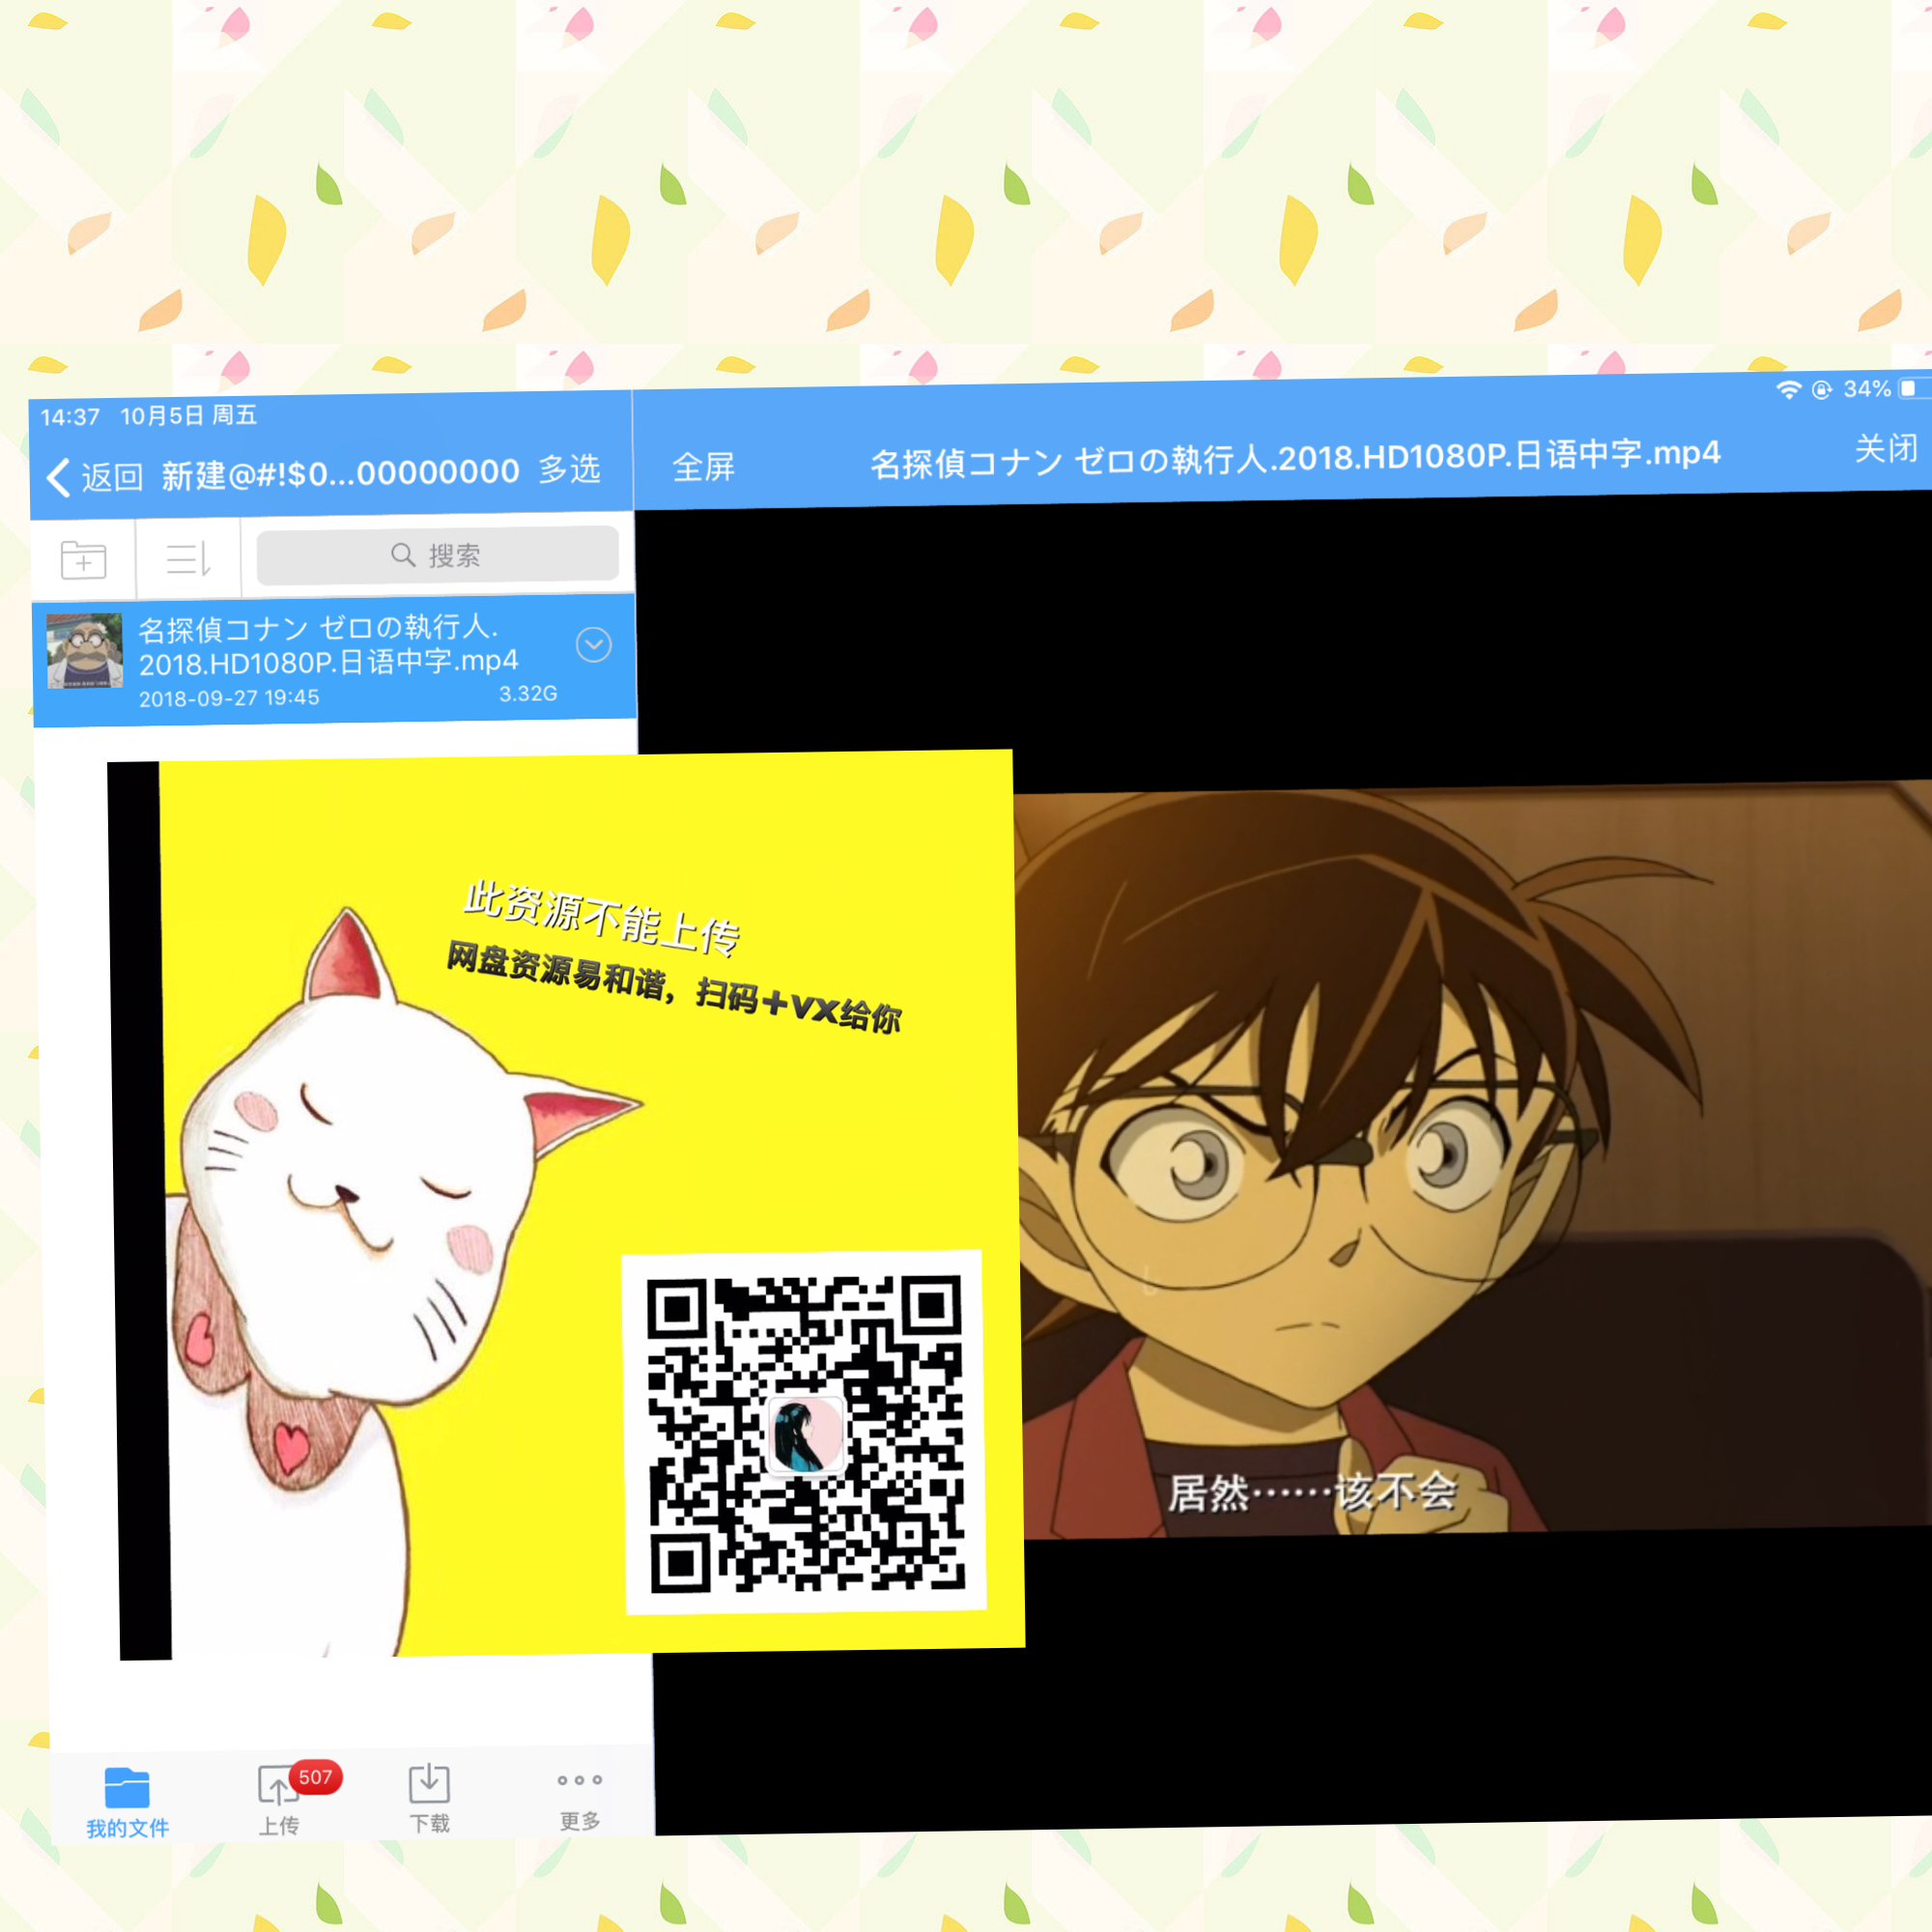 14:37 10月5日 周五
34%
返回 新建@#!$0...00000000 多选
全屏 名探偵コナン ゼロの執行人.2018.HD1080P.日语中字.mp4 关闭
搜索
名探偵コナン ゼロの執行人.
2018.HD1080P.日语中字.mp4
2018-09-27 19:45 3.32G
此资源不能上传
网盘资源易和谐，扫码+vx给你
居然……该不会
507
我的文件 上传 下载 更多